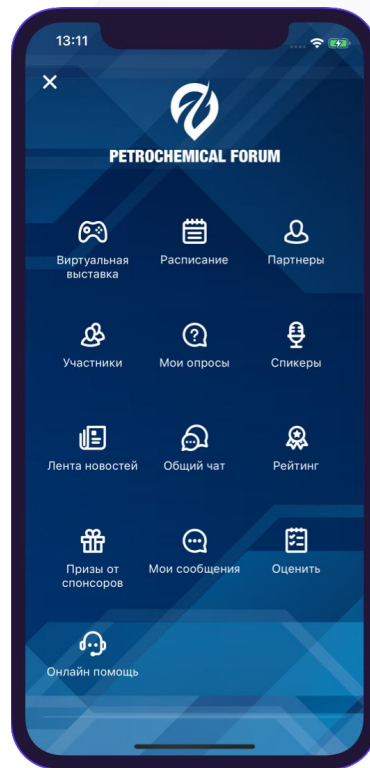 13:11
PETROCHEMICAL FORUM
Виртуальная
выставка
Расписание
Партнеры
Участники
Мои опросы
Спикеры
Лента новостей
Общий чат
Рейтинг
Призы от
спонсоров
Мои сообщения
Оценить
Онлайн помощь